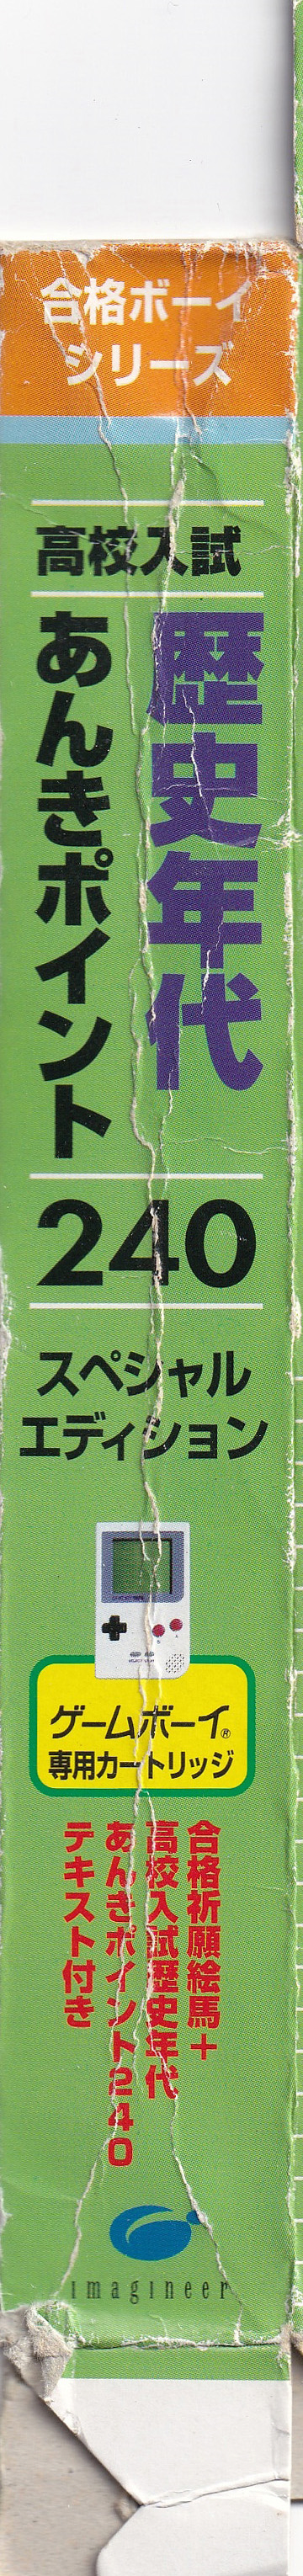 合格ボーイ
シリーズ
高校入試
歴史年代
あんきポイント
240
スペシャル
エディション
ゲームボーイ®
専用カートリッジ
合格祈願絵馬+
高校入試歴史年代
あんきポイント240
テキスト付き
imagineer